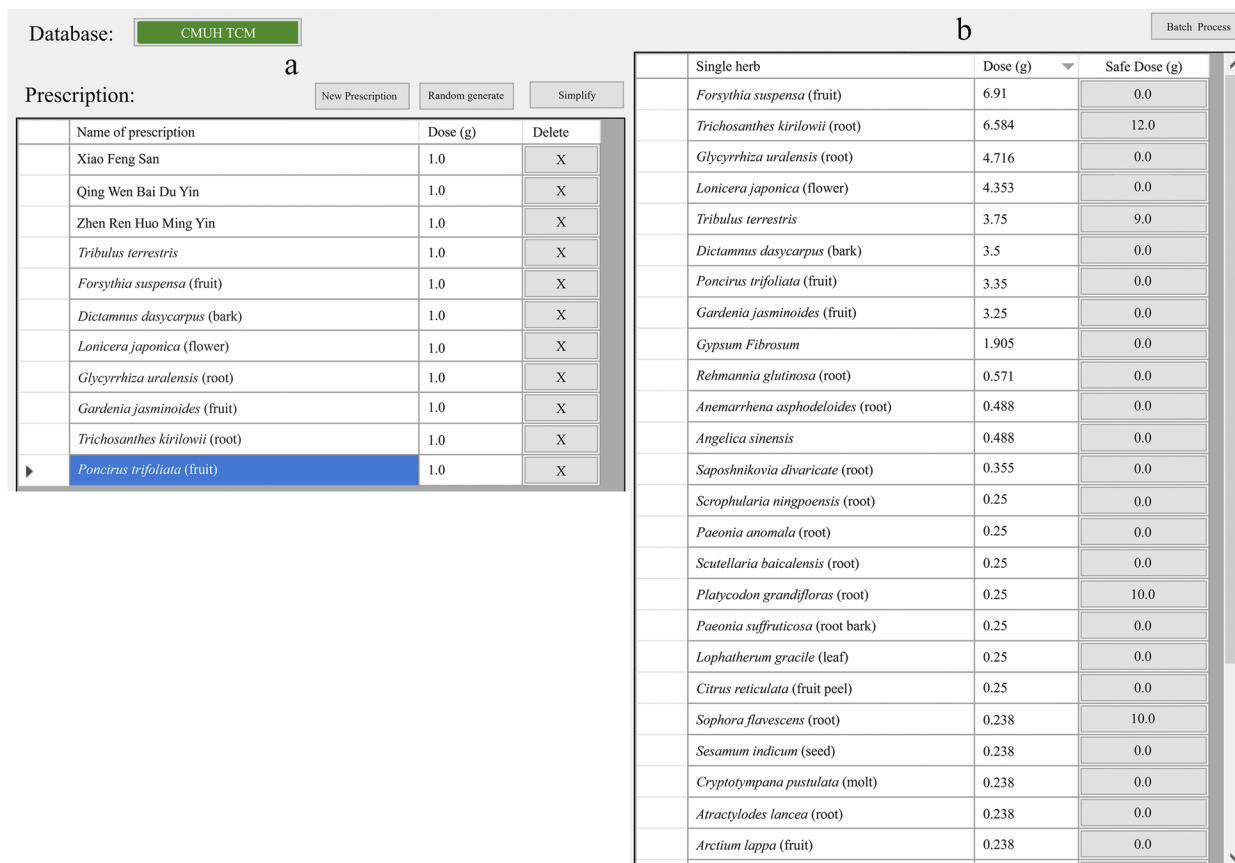 Database: CMUH TCM
a
Prescription: New Prescription Random generate Simplify
Name of prescription Dose (g) Delete
Xiao Feng San 1.0 X
Qing Wen Bai Du Yin 1.0 X
Zhen Ren Huo Ming Yin 1.0 X
Tribulus terrestris 1.0 X
Forsythia suspensa (fruit) 1.0 X
Dictamnus dasycarpus (bark) 1.0 X
Lonicera japonica (flower) 1.0 X
Glycyrrhiza uralensis (root) 1.0 X
Gardenia jasminoides (fruit) 1.0 X
Trichosanthes kirilowii (root) 1.0 X
Poncirus trifoliata (fruit) 1.0 X
b
Batch Process
Single herb Dose (g) Safe Dose (g)
Forsythia suspensa (fruit) 6.91 0.0
Trichosanthes kirilowii (root) 6.584 12.0
Glycyrrhiza uralensis (root) 4.716 0.0
Lonicera japonica (flower) 4.353 0.0
Tribulus terrestris 3.75 9.0
Dictamnus dasycarpus (bark) 3.5 0.0
Poncirus trifoliata (fruit) 3.35 0.0
Gardenia jasminoides (fruit) 3.25 0.0
Gypsum Fibrosum 1.905 0.0
Rehmannia glutinosa (root) 0.571 0.0
Anemarrhena asphodeloides (root) 0.488 0.0
Angelica sinensis 0.488 0.0
Saposhnikovia divaricate (root) 0.355 0.0
Scrophularia ningpoensis (root) 0.25 0.0
Paeonia anomala (root) 0.25 0.0
Scutellaria baicalensis (root) 0.25 0.0
Platycodon grandifloras (root) 0.25 10.0
Paeonia suffruticosa (root bark) 0.25 0.0
Lophatherum gracile (leaf) 0.25 0.0
Citrus reticulata (fruit peel) 0.25 0.0
Sophora flavescens (root) 0.238 10.0
Sesamum indicum (seed) 0.238 0.0
Cryptotympana pustulata (molt) 0.238 0.0
Atractylodes lancea (root) 0.238 0.0
Arctium lappa (fruit) 0.238 0.0